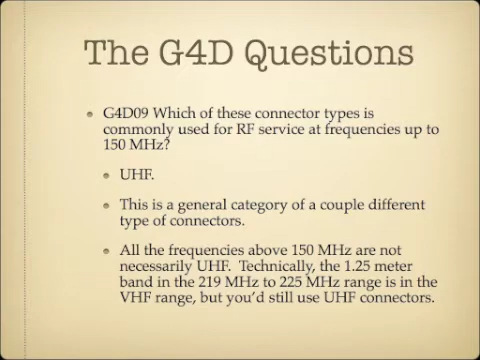 The G4D Questions
G4D09 Which of these connector types is
commonly used for RF service at frequencies up to
150 MHz?
UHF.
This is a general category of a couple different
type of connectors.
All the frequencies above 150 MHz are not
necessarily UHF.  Technically, the 1.25 meter
band in the 219 MHz to 225 MHz range is in the
VHF range, but you'd still use UHF connectors.